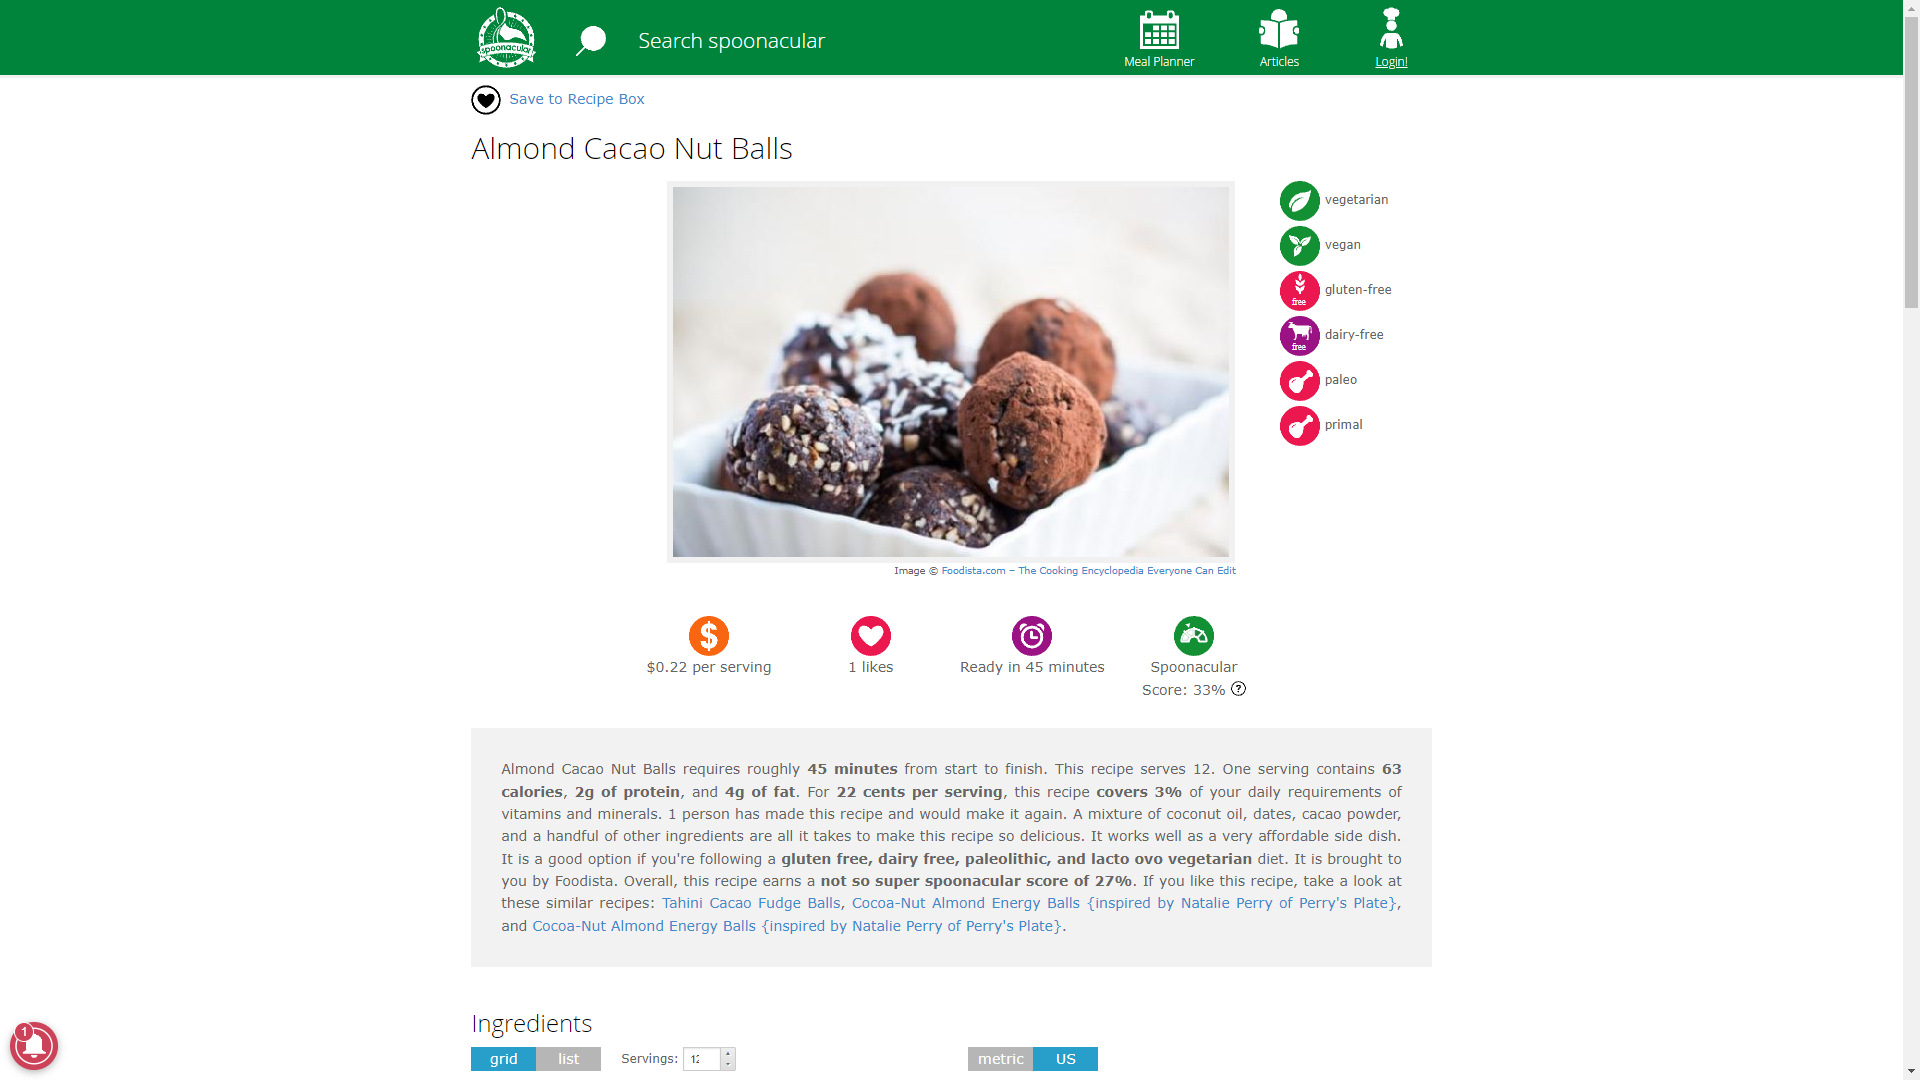 spoonacular
Search spoonacular
Meal Planner
Articles
Login!
Save to Recipe Box
Almond Cacao Nut Balls
vegetarian
vegan
free
gluten-free
free
dairy-free
paleo
primal
Image © Foodista.com – The Cooking Encyclopedia Everyone Can Edit
$
$0.22 per serving
1 likes
Ready in 45 minutes
Spoonacular
Score: 33% ?
Almond Cacao Nut Balls requires roughly 45 minutes from start to finish. This recipe serves 12. One serving contains 63
calories, 2g of protein, and 4g of fat. For 22 cents per serving, this recipe covers 3% of your daily requirements of
vitamins and minerals. 1 person has made this recipe and would make it again. A mixture of coconut oil, dates, cacao powder,
and a handful of other ingredients are all it takes to make this recipe so delicious. It works well as a very affordable side dish.
It is a good option if you're following a gluten free, dairy free, paleolithic, and lacto ovo vegetarian diet. It is brought to
you by Foodista. Overall, this recipe earns a not so super spoonacular score of 27%. If you like this recipe, take a look at
these similar recipes: Tahini Cacao Fudge Balls, Cocoa-Nut Almond Energy Balls {inspired by Natalie Perry of Perry's Plate},
and Cocoa-Nut Almond Energy Balls {inspired by Natalie Perry of Perry's Plate}.
Ingredients
grid list Servings: 12 metric US
1